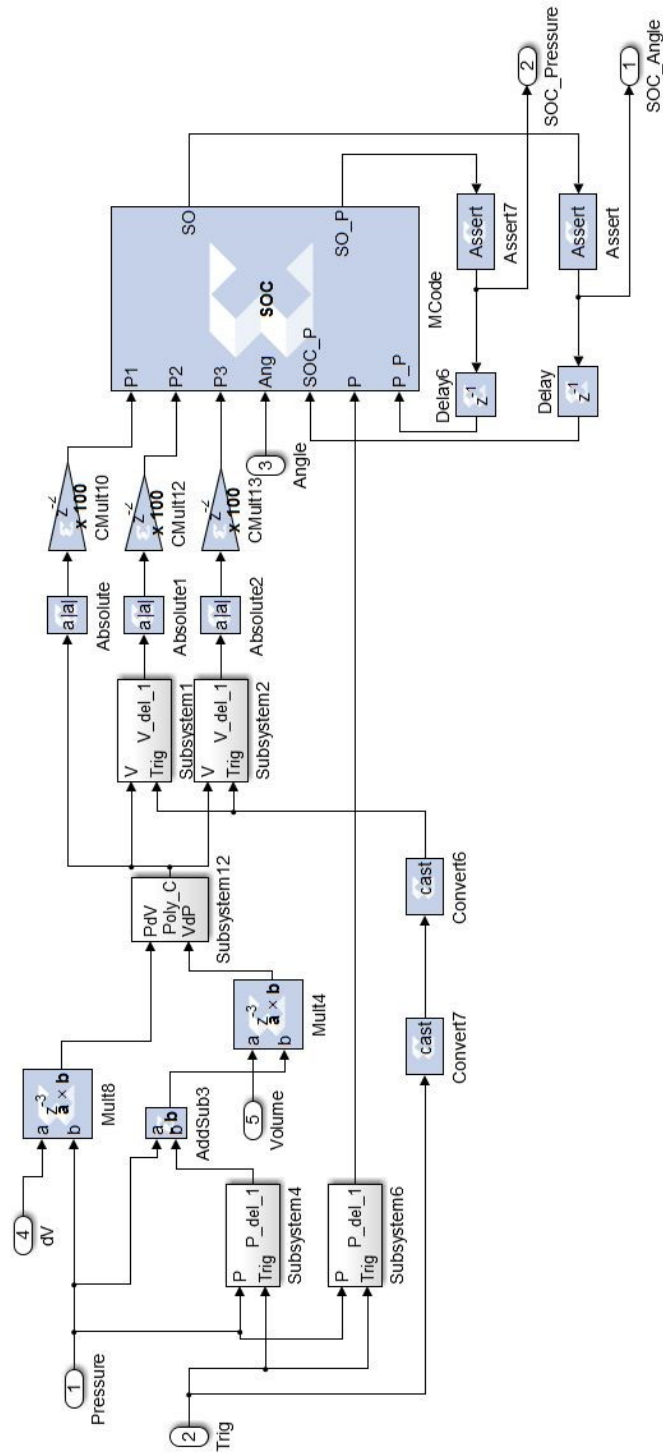 1
Pressure
2
Trig
4
dV
a
b
z-3
a × b
Mult8
a
b
b
AddSub3
5
Volume
a
b
z-3
a × b
Mult4
P
Trig
P_del_1
Subsystem4
P
Trig
P_del_1
Subsystem6
cast
Convert7
cast
Convert6
PdV
Poly_C
VdP
Subsystem12
V
Trig
V_del_1
Subsystem1
V
Trig
V_del_1
Subsystem2
a |a|
Absolute
a |a|
Absolute1
a |a|
Absolute2
x 100
CMult10
x 100
CMult12
x 100
CMult13
3
Angle
P1
P2
P3
Ang
SOC_P
P
P_P
SOC
SO
SO_P
MCode
z-1
Delay6
z-1
Delay
Assert
Assert7
Assert
Assert
2
SOC_Pressure
1
SOC_Angle